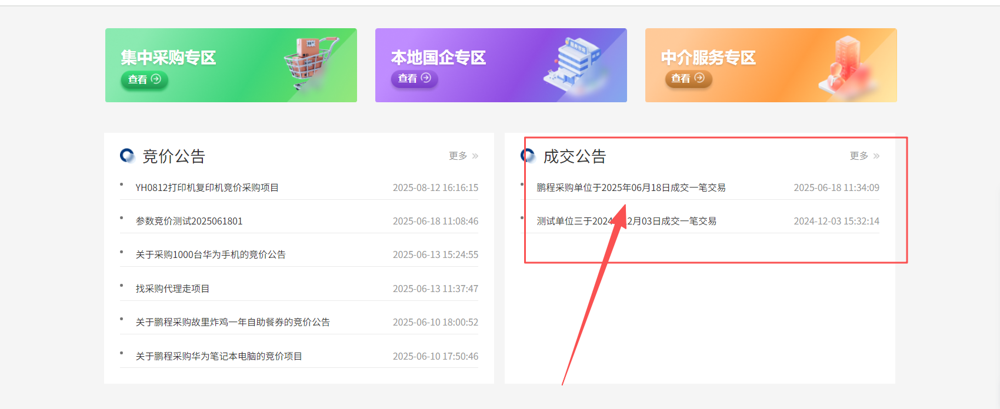 集中采购专区
查看
本地国企专区
查看
中介服务专区
查看
竞价公告
更多 »
YH0812打印机复印机竞价采购项目 2025-08-12 16:16:15
参数竞价测试2025061801 2025-06-18 11:08:46
关于采购1000台华为手机的竞价公告 2025-06-13 15:24:55
找采购代理走项目 2025-06-13 11:37:47
关于鹏程采购故里炸鸡一年自助餐券的竞价公告 2025-06-10 18:00:52
关于鹏程采购华为笔记本电脑的竞价项目 2025-06-10 17:50:46
成交公告
更多 »
鹏程采购单位于2025年06月18日成交一笔交易 2025-06-18 11:34:09
测试单位三于2024 2月03日成交一笔交易 2024-12-03 15:32:14